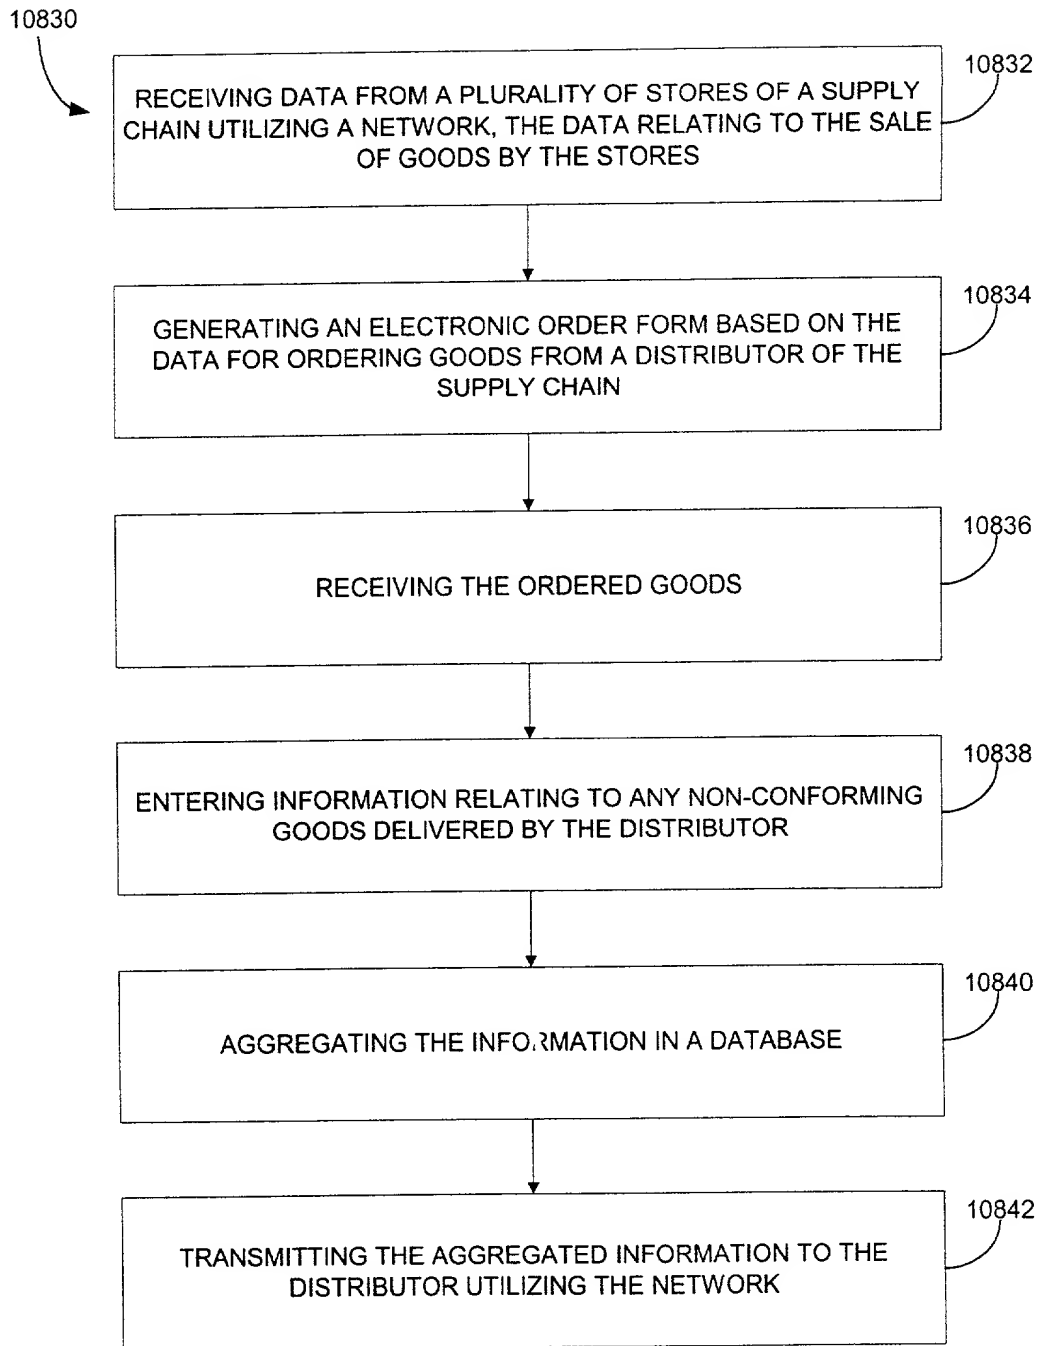 10830
10832
RECEIVING DATA FROM A PLURALITY OF STORES OF A SUPPLY
CHAIN UTILIZING A NETWORK, THE DATA RELATING TO THE SALE
OF GOODS BY THE STORES
10834
GENERATING AN ELECTRONIC ORDER FORM BASED ON THE
DATA FOR ORDERING GOODS FROM A DISTRIBUTOR OF THE
SUPPLY CHAIN
10836
RECEIVING THE ORDERED GOODS
10838
ENTERING INFORMATION RELATING TO ANY NON-CONFORMING
GOODS DELIVERED BY THE DISTRIBUTOR
10840
AGGREGATING THE INFORMATION IN A DATABASE
10842
TRANSMITTING THE AGGREGATED INFORMATION TO THE
DISTRIBUTOR UTILIZING THE NETWORK